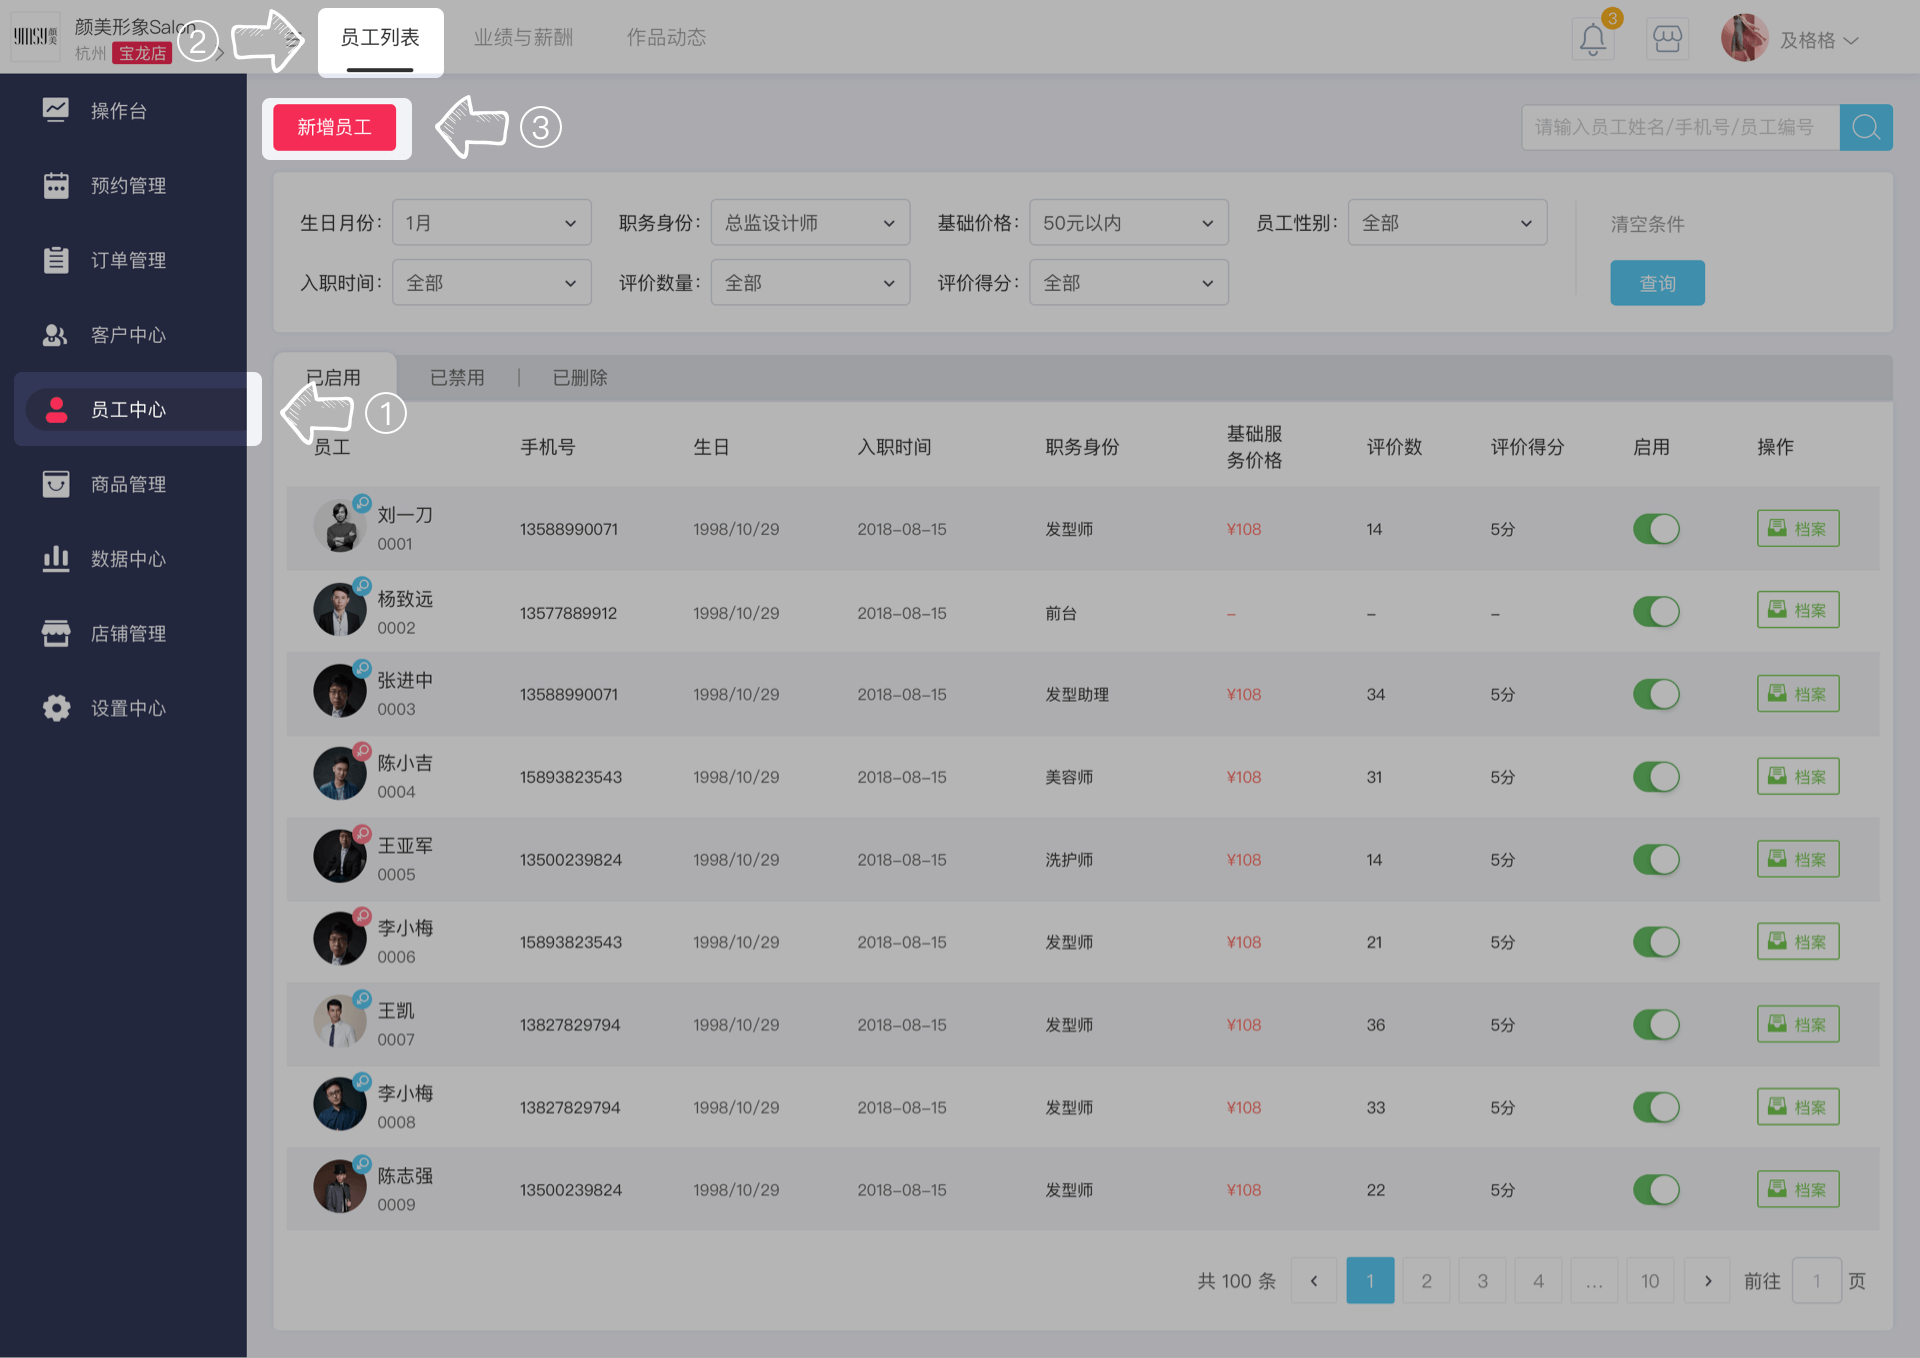 颜美形象Salon
杭州 宝龙店
②
员工列表
业绩与薪酬
作品动态
3
及格格
操作台
预约管理
订单管理
客户中心
员工中心
商品管理
数据中心
店铺管理
设置中心
新增员工
③
请输入员工姓名/手机号/员工编号
生日月份: 1月 职务身份: 总监设计师 基础价格: 50元以内 员工性别: 全部 清空条件
入职时间: 全部 评价数量: 全部 评价得分: 全部 查询
已启用 已禁用 | 已删除
①
员工 手机号 生日 入职时间 职务身份 基础服务价格 评价数 评价得分 启用 操作
刘一刀
0001 13588990071 1998/10/29 2018-08-15 发型师 ¥108 14 5分 档案
杨致远
0002 13577889912 1998/10/29 2018-08-15 前台 - - - 档案
张进中
0003 13588990071 1998/10/29 2018-08-15 发型助理 ¥108 34 5分 档案
陈小吉
0004 15893823543 1998/10/29 2018-08-15 美容师 ¥108 31 5分 档案
王亚军
0005 13500239824 1998/10/29 2018-08-15 洗护师 ¥108 14 5分 档案
李小梅
0006 15893823543 1998/10/29 2018-08-15 发型师 ¥108 21 5分 档案
王凯
0007 13827829794 1998/10/29 2018-08-15 发型师 ¥108 36 5分 档案
李小梅
0008 13827829794 1998/10/29 2018-08-15 发型师 ¥108 33 5分 档案
陈志强
0009 13500239824 1998/10/29 2018-08-15 发型师 ¥108 22 5分 档案
共 100 条 1 2 3 4 ... 10 前往 1 页